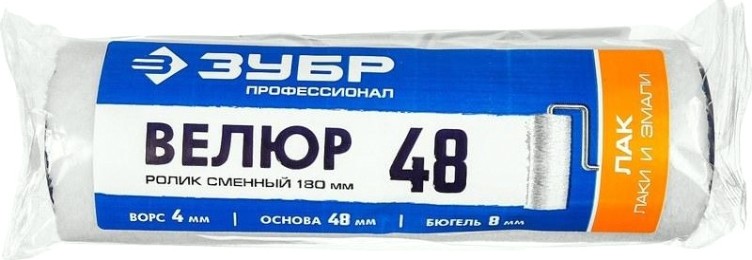 ЗУБР
ПРОФЕССИОНАЛ
ВЕЛЮР 48
РОЛИК СМЕННЫЙ 180 мм
ВОРС 4 мм | ОСНОВА 48 мм | БЮГЕЛЬ 8 мм
ЛАК
ЛАКИ И ЭМАЛИ